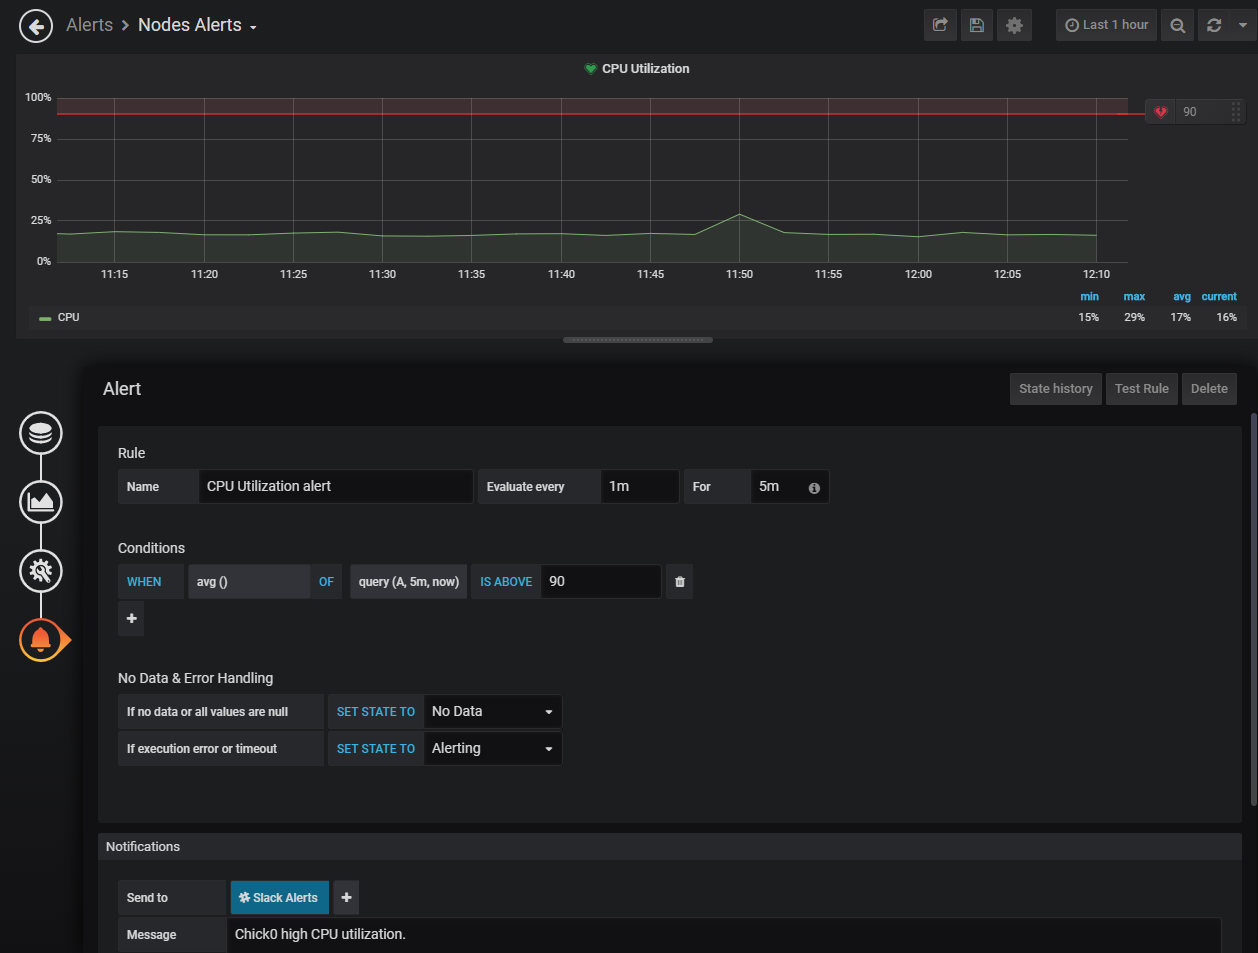 Alerts > Nodes Alerts
Last 1 hour
CPU Utilization
100%
75%
50%
25%
0%
90
11:15 11:20 11:25 11:30 11:35 11:40 11:45 11:50 11:55 12:00 12:05 12:10
min max avg current
CPU 15% 29% 17% 16%
Alert
State history Test Rule Delete
Rule
Name CPU Utilization alert Evaluate every 1m For 5m
Conditions
WHEN avg () OF query (A, 5m, now) IS ABOVE 90
+
No Data & Error Handling
If no data or all values are null SET STATE TO No Data
If execution error or timeout SET STATE TO Alerting
Notifications
Send to Slack Alerts +
Message Chick0 high CPU utilization.